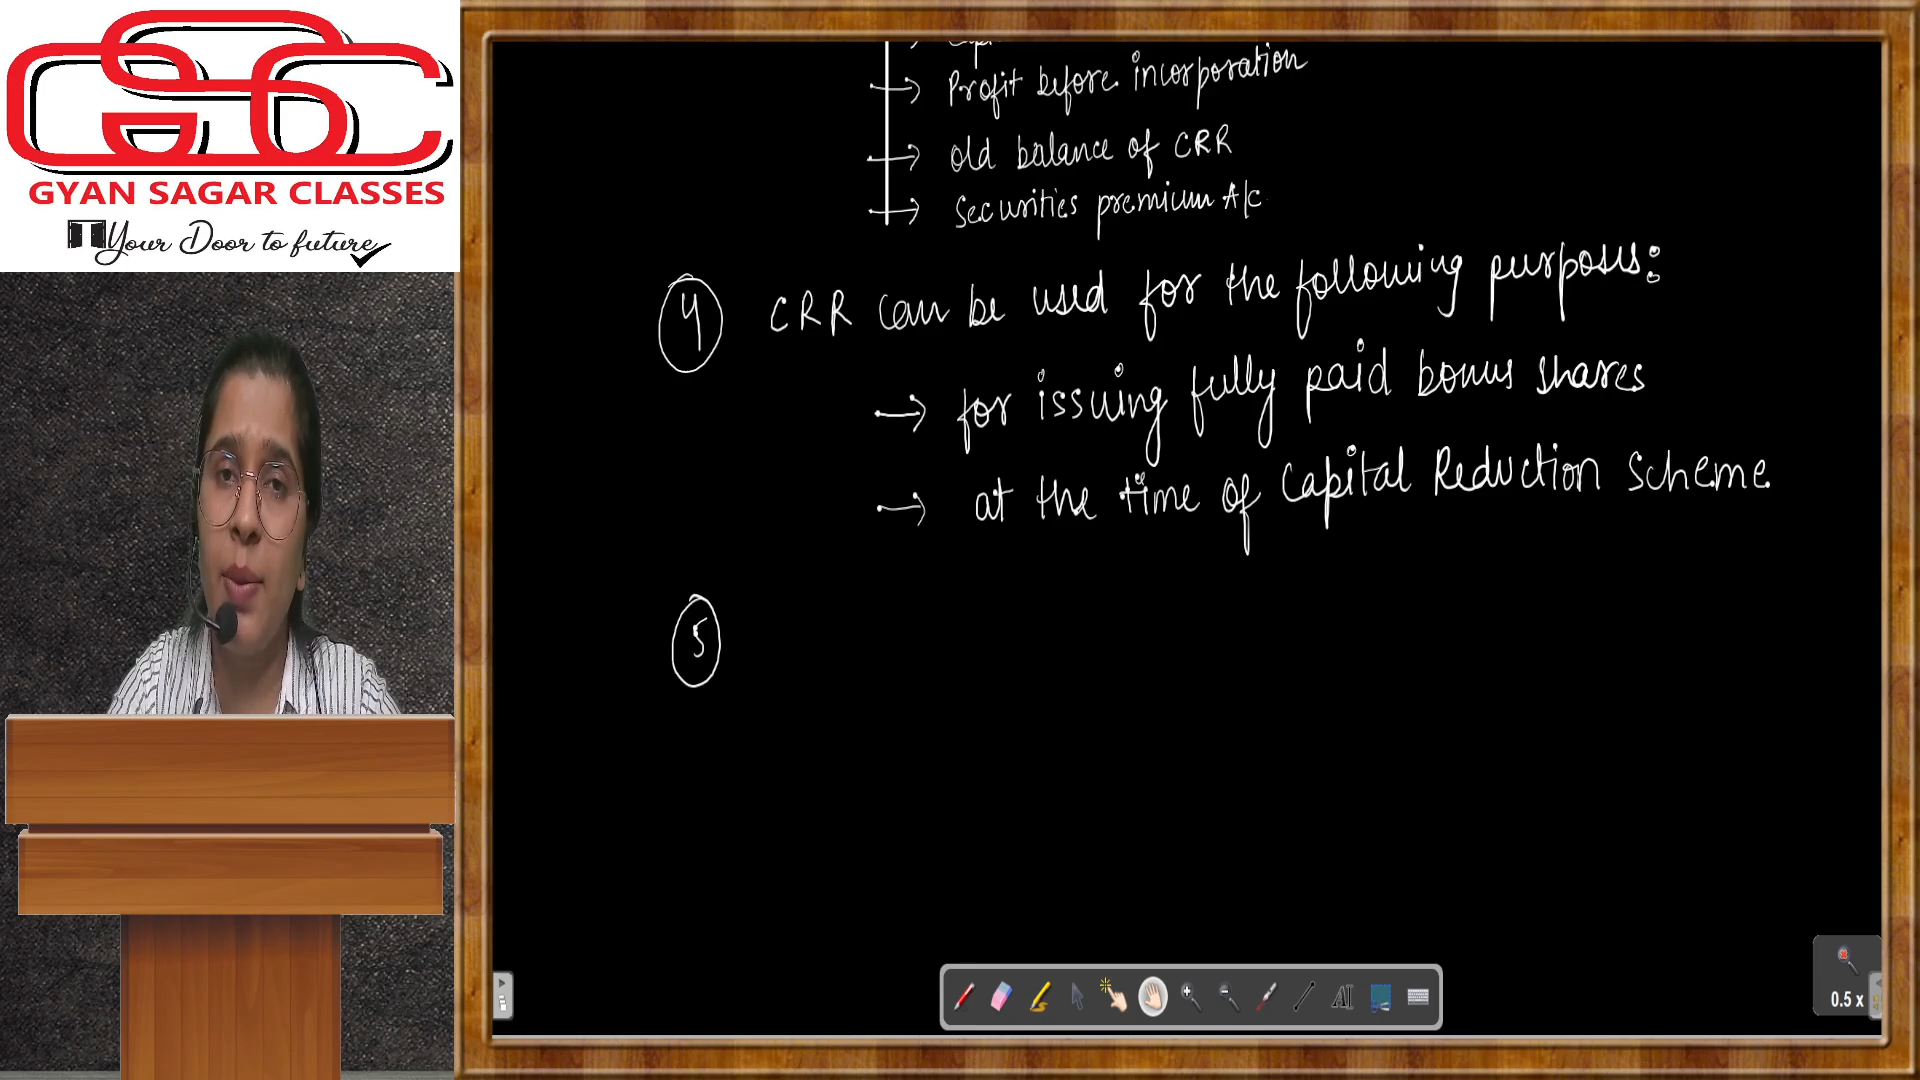 GSC
GYAN SAGAR CLASSES
Your Door to future
Profit before incorporation
old balance of CRR
Securities premium A/c
4 CRR can be used for the following purposes:
for issuing fully paid bonus shares
at the time of Capital Reduction Scheme
5
AI
0.5 x